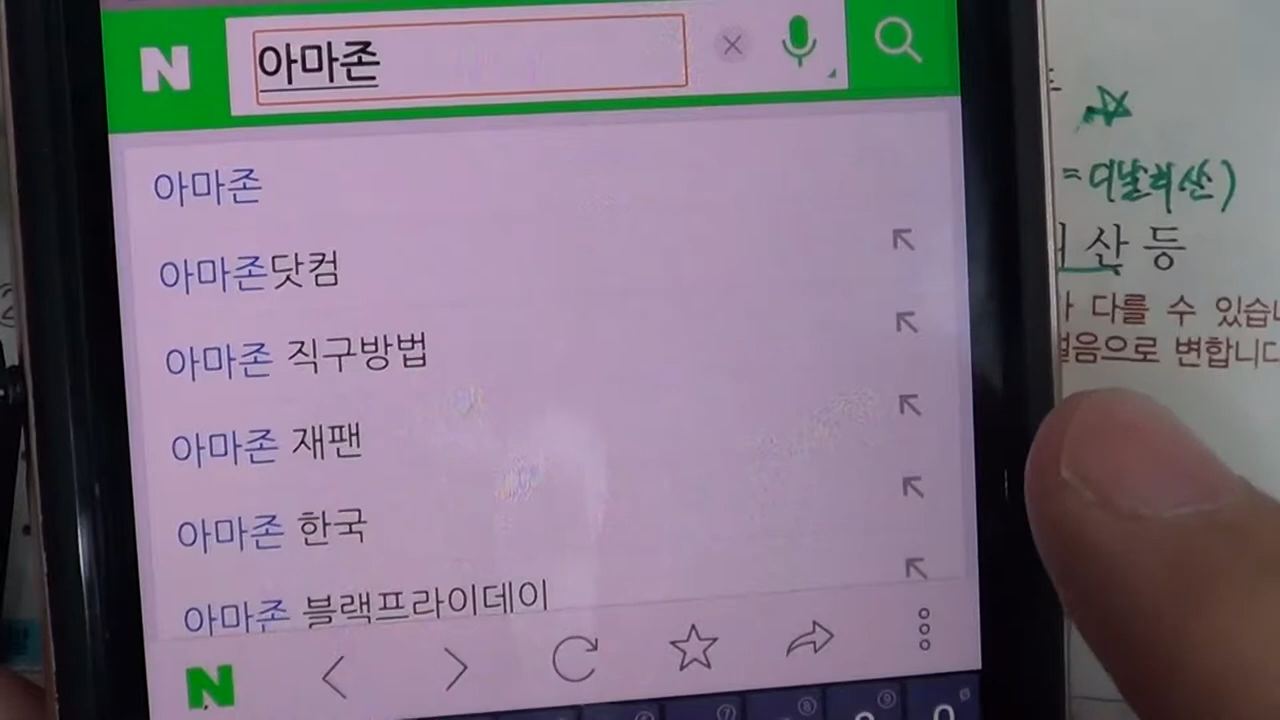 N 아마존
아마존
아마존닷컴
아마존 직구방법
아마존 재팬
아마존 한국
아마존 블랙프라이데이
N
=디날리산)
산 등
다를 수 있습니
으로 변합니다